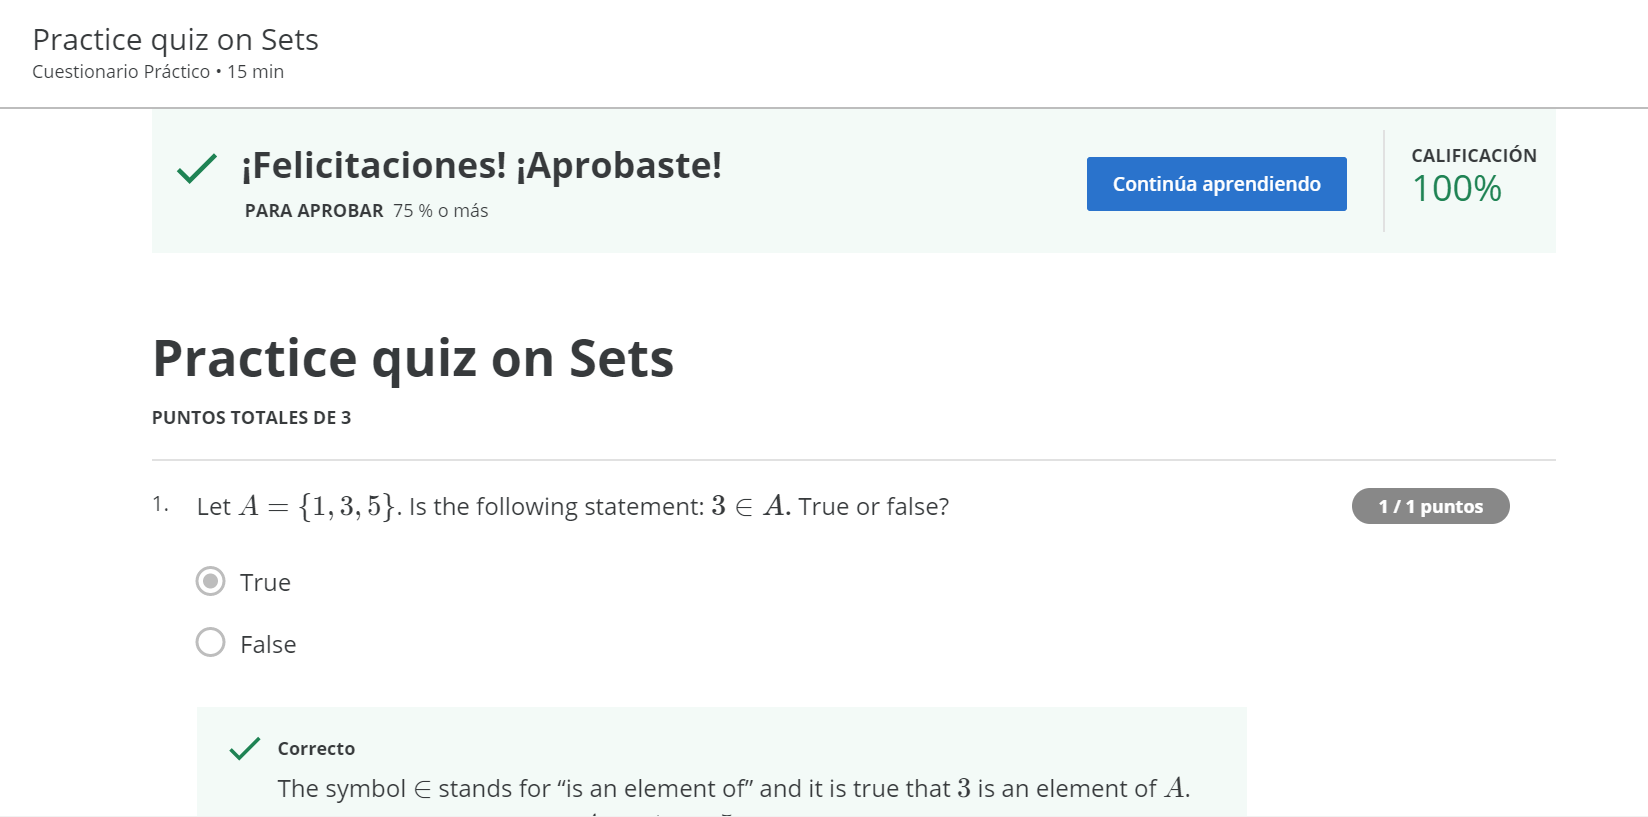 Practice quiz on Sets
Cuestionario Práctico • 15 min
¡Felicitaciones! ¡Aprobaste!
PARA APROBAR 75 % o más
Continúa aprendiendo
CALIFICACIÓN
100%
Practice quiz on Sets
PUNTOS TOTALES DE 3
1. Let A = {1, 3, 5}. Is the following statement: 3 ∈ A. True or false?
1 / 1 puntos
True
False
Correcto
The symbol ∈ stands for “is an element of” and it is true that 3 is an element of A.